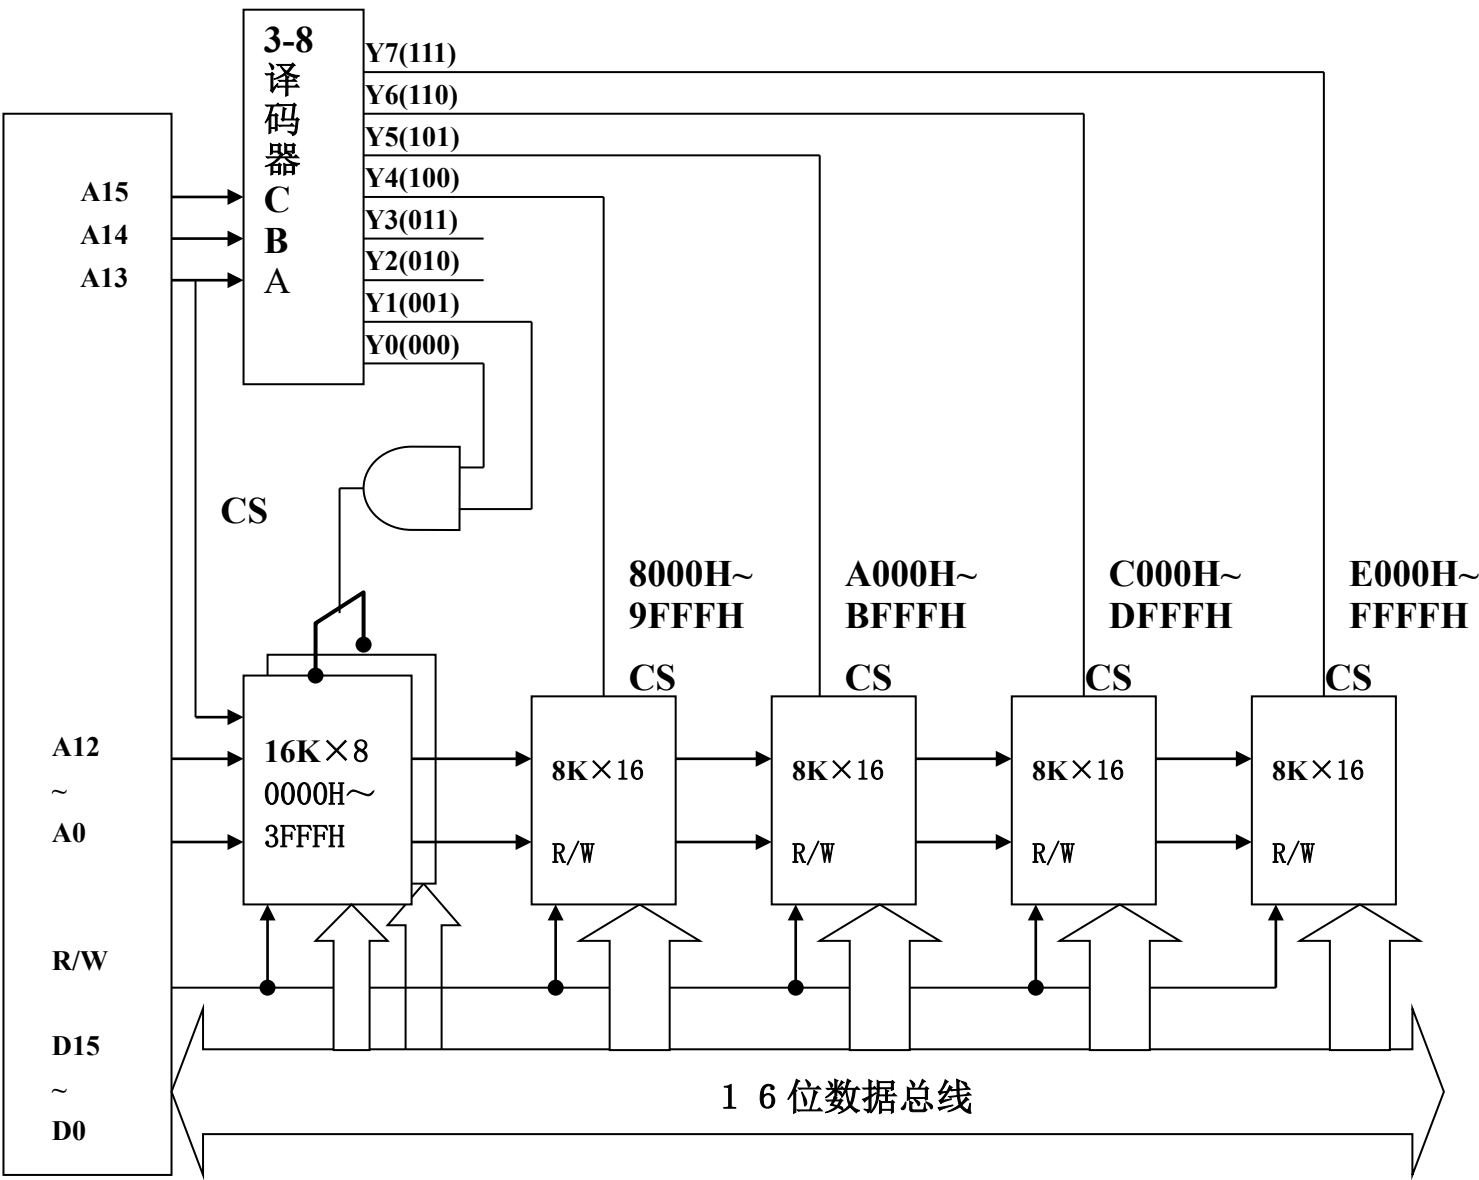 3-8
译
码
器
C
B
A
Y7(111)
Y6(110)
Y5(101)
Y4(100)
Y3(011)
Y2(010)
Y1(001)
Y0(000)
A15
A14
A13
CS
8000H~
9FFFH
A000H~
BFFFH
C000H~
DFFFH
E000H~
FFFFH
CS
CS
CS
CS
A12
~
A0
16K×8
0000H～
3FFFH
8K×16
R/W
8K×16
R/W
8K×16
R/W
8K×16
R/W
R/W
D15
~
D0
１６位数据总线